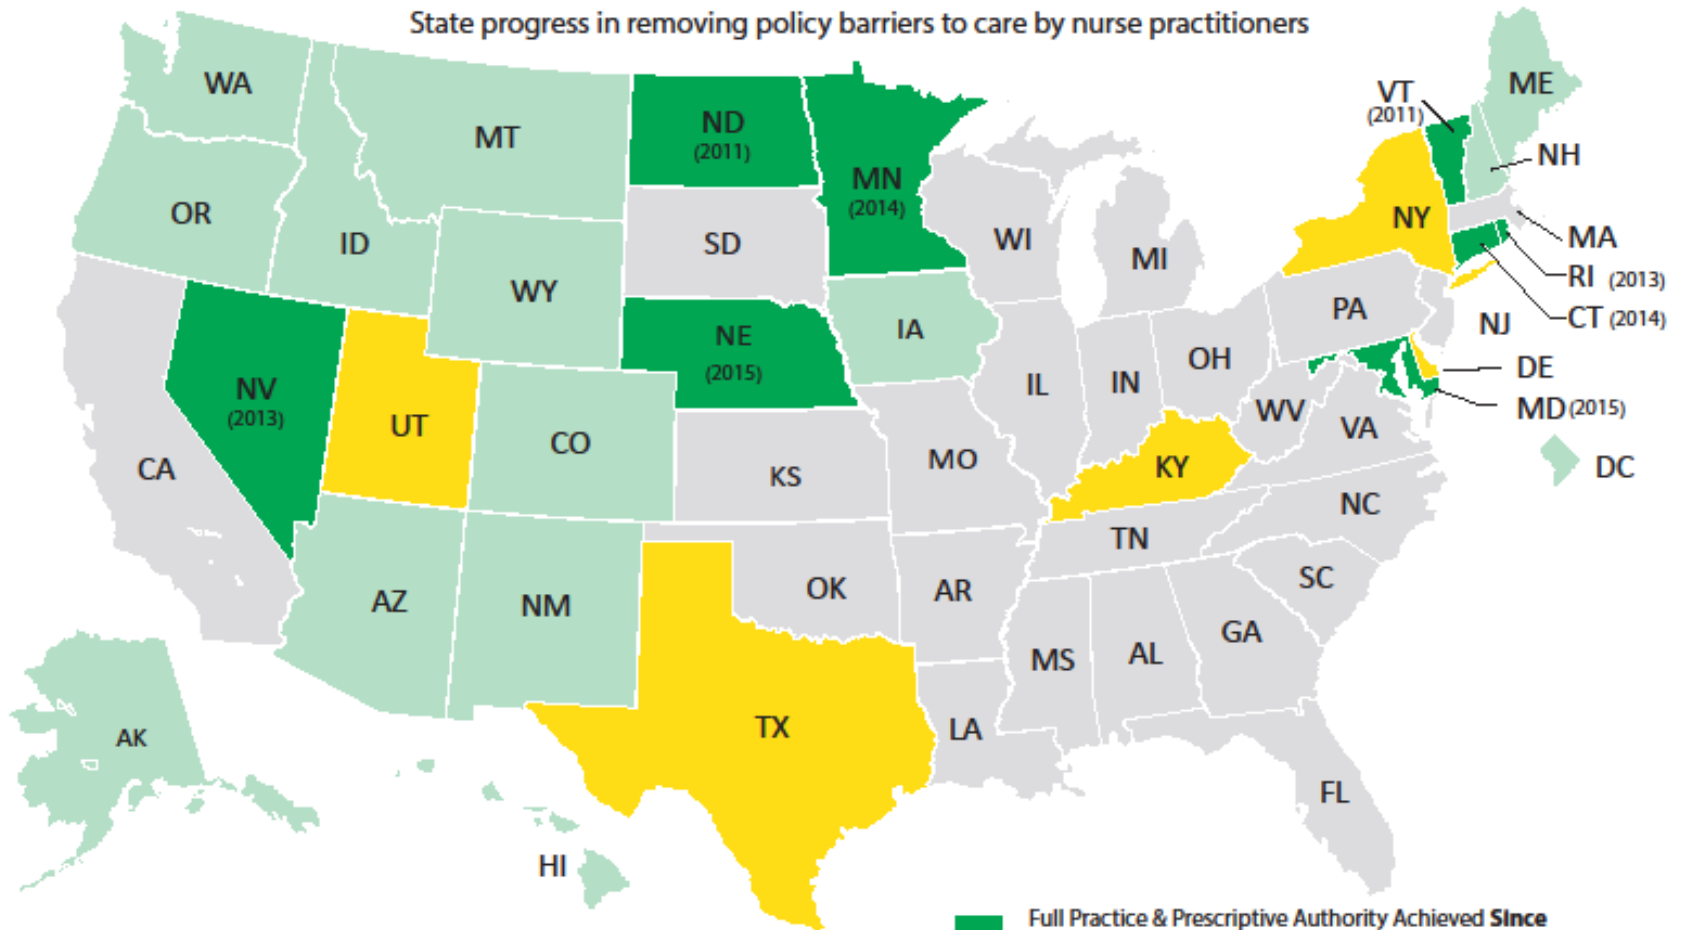 State progress in removing policy barriers to care by nurse practitioners
WA
MT
ND
(2011)
MN
(2014)
VT
(2011)
ME
NH
OR
ID
SD
WI
MI
NY
MA
RI (2013)
CT (2014)
WY
NE
(2015)
IA
PA
NJ
DE
MD (2015)
NV
(2013)
UT
CO
IL
IN
OH
WV
VA
DC
CA
KS
MO
KY
NC
TN
AZ
NM
OK
AR
SC
MS
AL
GA
AK
TX
LA
FL
HI
Full Practice & Prescriptive Authority Achieved Since